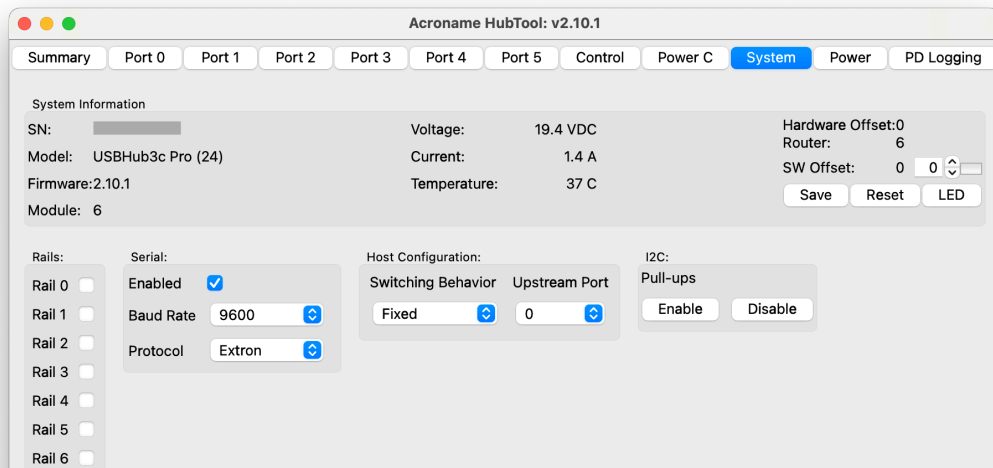 Acroname HubTool: v2.10.1
Summary Port 0 Port 1 Port 2 Port 3 Port 4 Port 5 Control Power C System Power PD Logging
System Information
SN:
Model: USBHub3c Pro (24)
Firmware:2.10.1
Module: 6
Voltage: 19.4 VDC
Current: 1.4 A
Temperature: 37 C
Hardware Offset:0
Router: 6
SW Offset: 0 0
Save Reset LED
Rails:
Rail 0
Rail 1
Rail 2
Rail 3
Rail 4
Rail 5
Rail 6
Serial:
Enabled
Baud Rate 9600
Protocol Extron
Host Configuration:
Switching Behavior Upstream Port
Fixed 0
I2C:
Pull-ups
Enable Disable